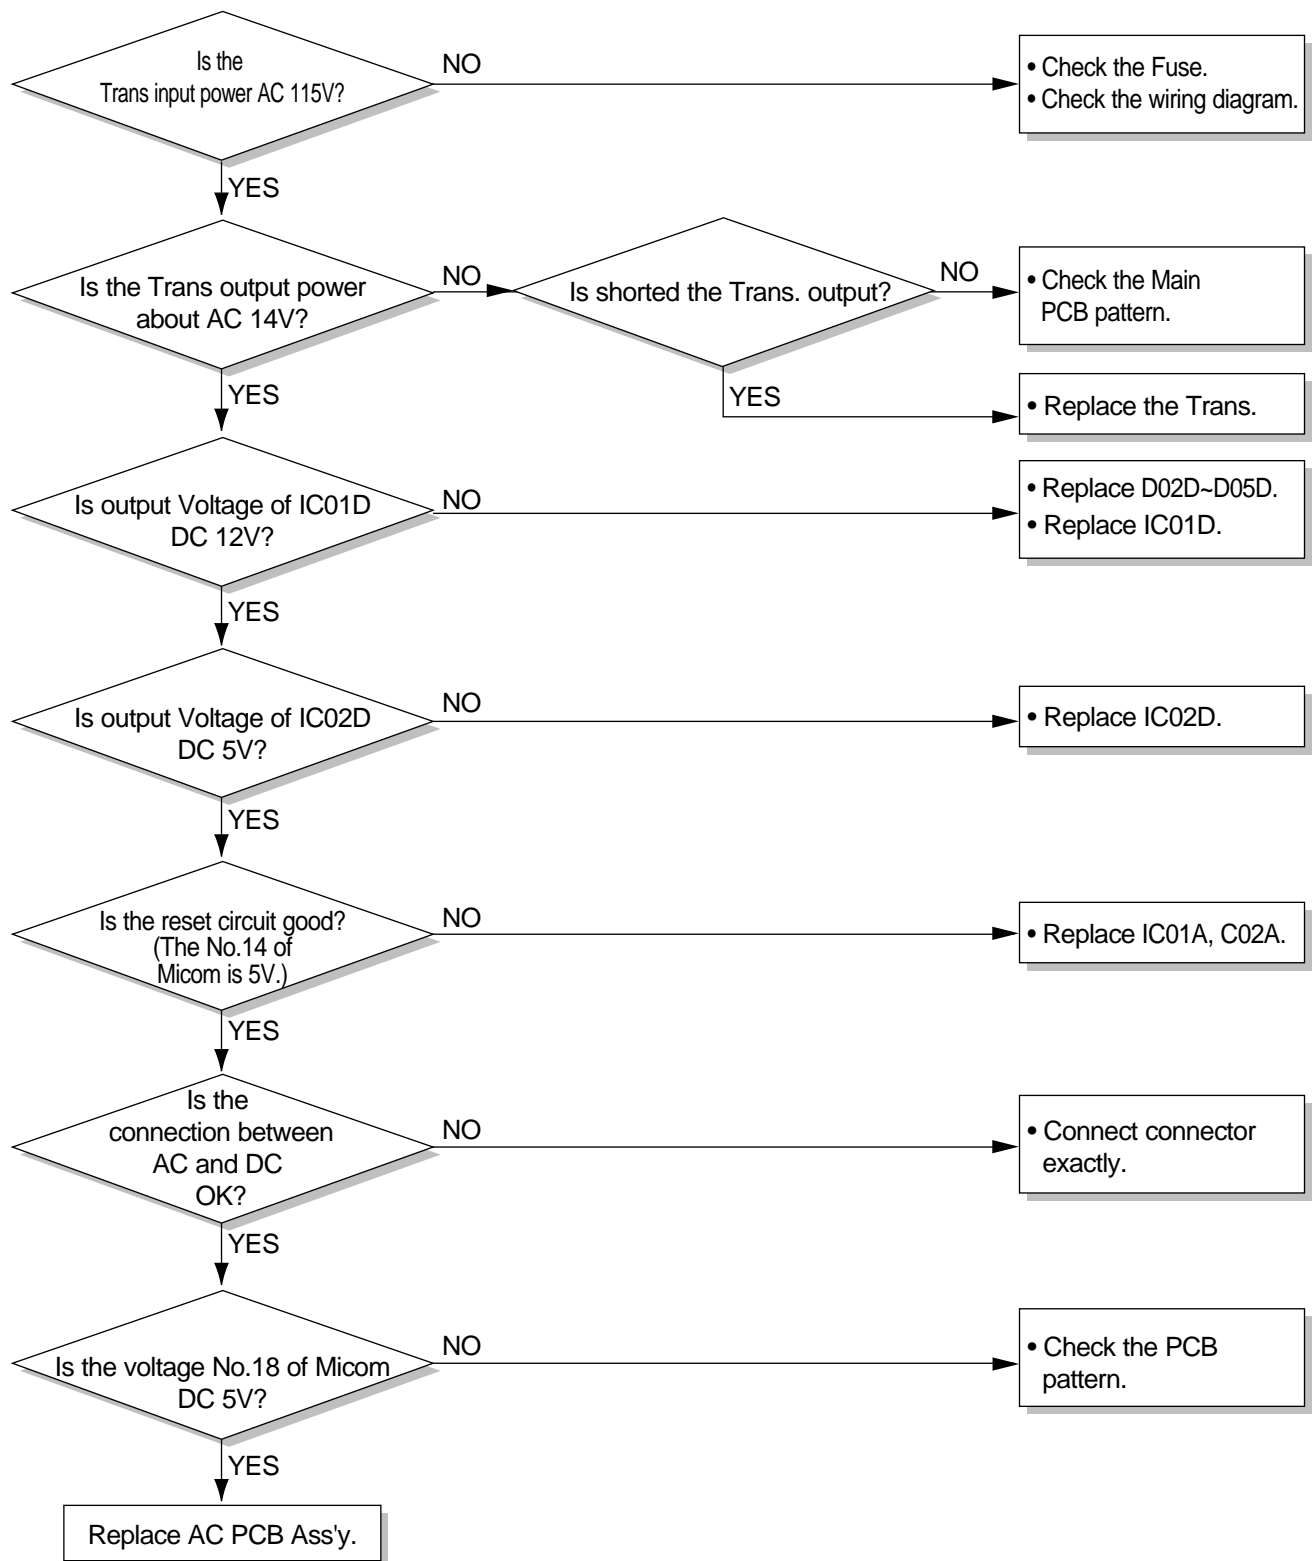 Is the
Trans input power AC 115V?
NO
• Check the Fuse.
• Check the wiring diagram.
YES
Is the Trans output power
about AC 14V?
NO
Is shorted the Trans. output?
NO
• Check the Main
PCB pattern.
YES
YES
• Replace the Trans.
Is output Voltage of IC01D
DC 12V?
NO
• Replace D02D~D05D.
• Replace IC01D.
YES
Is output Voltage of IC02D
DC 5V?
NO
• Replace IC02D.
YES
Is the reset circuit good?
(The No.14 of
Micom is 5V.)
NO
• Replace IC01A, C02A.
YES
Is the
connection between
AC and DC
OK?
NO
• Connect connector
exactly.
YES
Is the voltage No.18 of Micom
DC 5V?
NO
• Check the PCB
pattern.
YES
Replace AC PCB Ass'y.